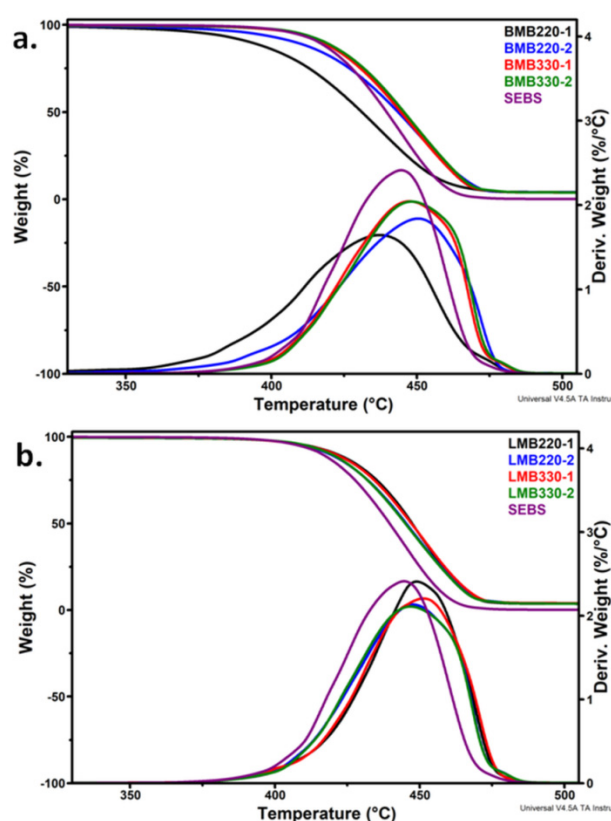 a.
BMB220-1
BMB220-2
BMB330-1
BMB330-2
SEBS
100
50
0
-50
-100
Weight (%)
4
3
2
1
0
Deriv. Weight (%/°C)
350
400
450
500
Temperature (°C)
Universal V4.5A TA Instru
b.
LMB220-1
LMB220-2
LMB330-1
LMB330-2
SEBS
100
50
0
-50
-100
Weight (%)
4
3
2
1
0
Deriv. Weight (%/°C)
350
400
450
500
Temperature (°C)
Universal V4.5A TA Instru